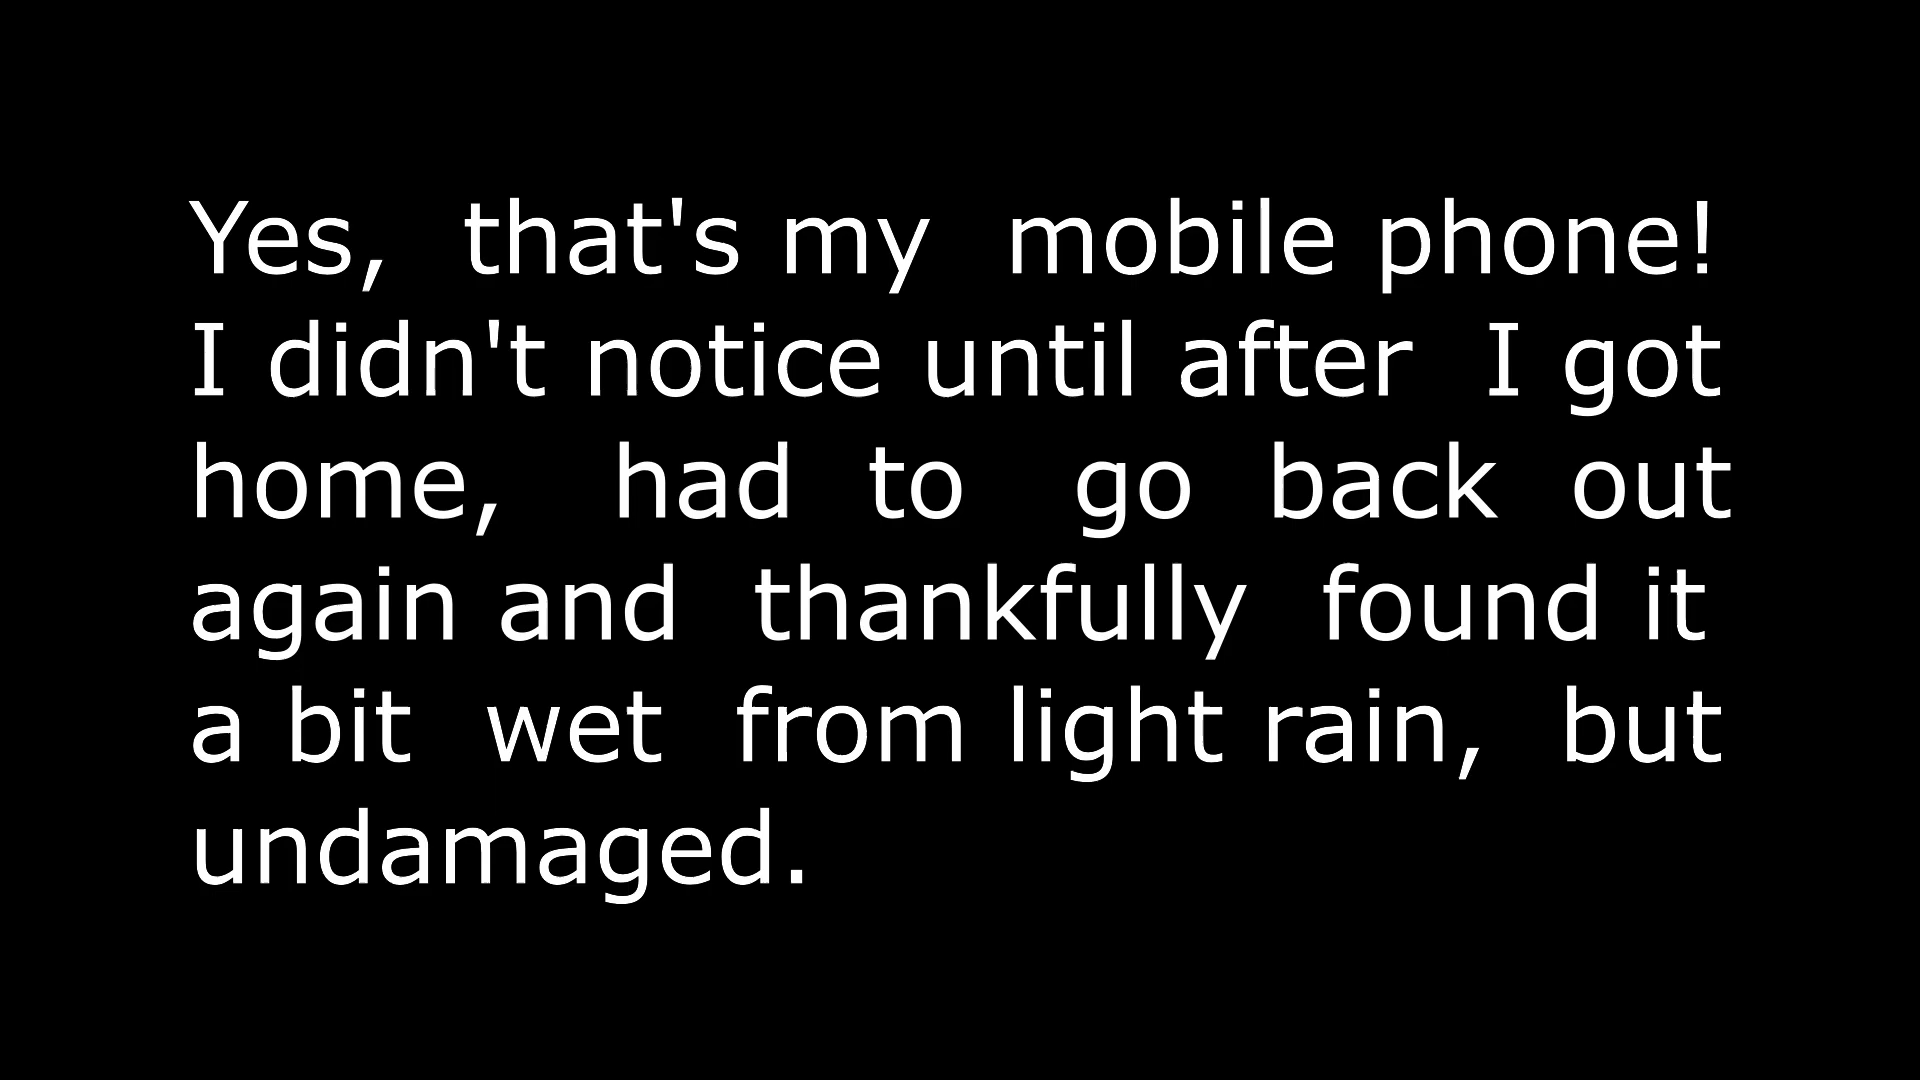 Yes, that's my mobile phone!
I didn't notice until after I got
home, had to go back out
again and thankfully found it
a bit wet from light rain, but
undamaged.